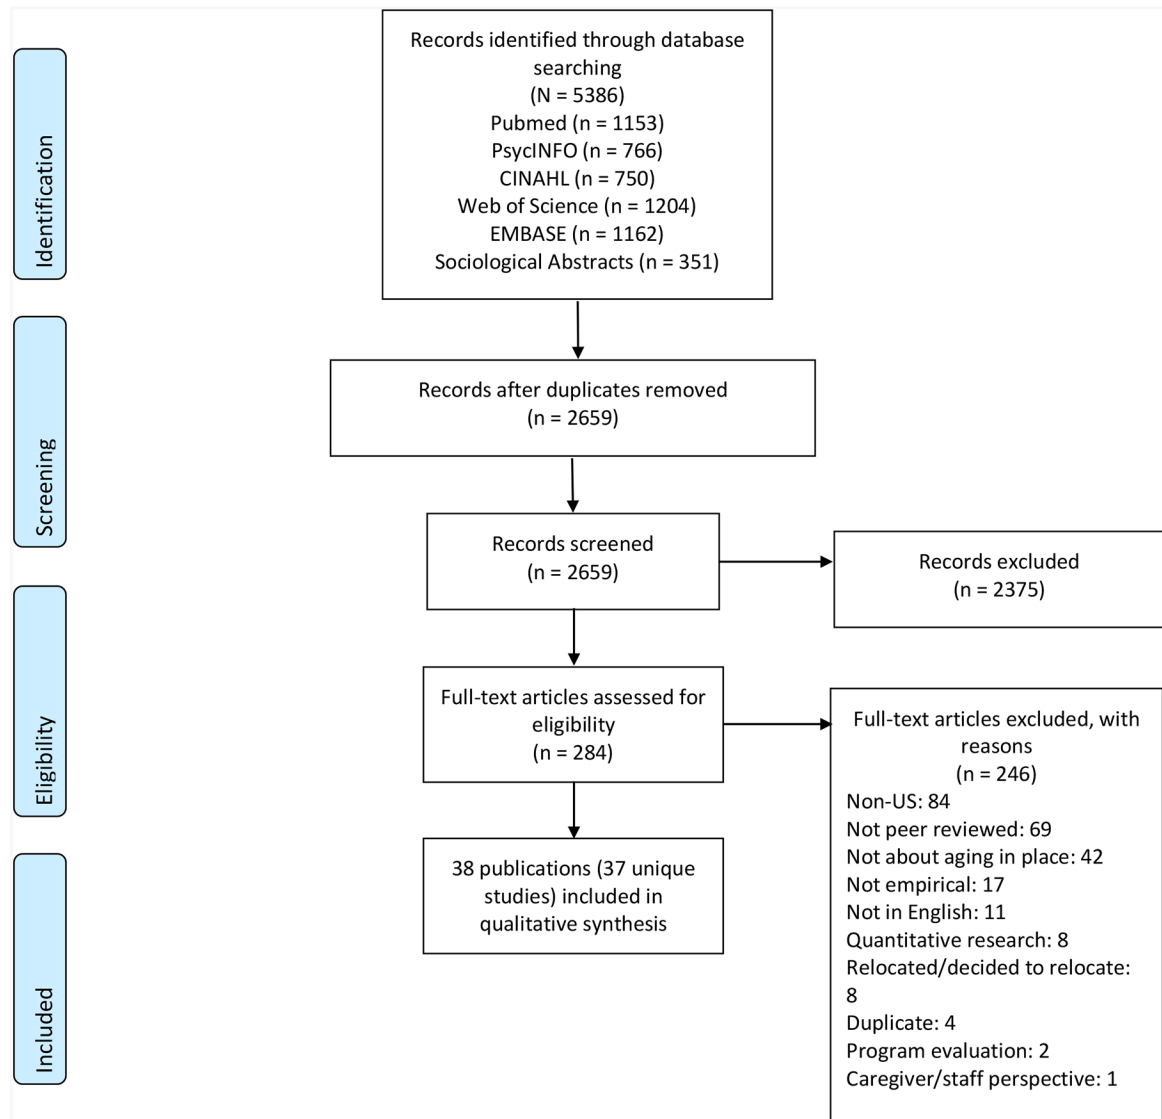 Identification
Records identified through database
searching
(N = 5386)
Pubmed (n = 1153)
PsycINFO (n = 766)
CINAHL (n = 750)
Web of Science (n = 1204)
EMBASE (n = 1162)
Sociological Abstracts (n = 351)
Screening
Records after duplicates removed
(n = 2659)
Records screened
(n = 2659)
Records excluded
(n = 2375)
Eligibility
Full-text articles assessed for
eligibility
(n = 284)
Full-text articles excluded, with
reasons
(n = 246)
Non-US: 84
Not peer reviewed: 69
Not about aging in place: 42
Not empirical: 17
Not in English: 11
Quantitative research: 8
Relocated/decided to relocate:
8
Duplicate: 4
Program evaluation: 2
Caregiver/staff perspective: 1
Included
38 publications (37 unique
studies) included in
qualitative synthesis